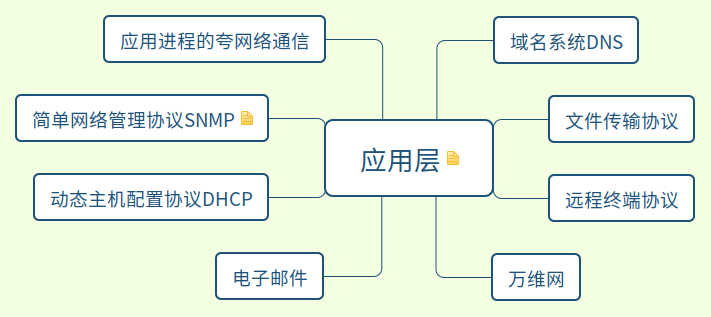 应用进程的夸网络通信
域名系统DNS
简单网络管理协议SNMP
文件传输协议
应用层
动态主机配置协议DHCP
远程终端协议
电子邮件
万维网